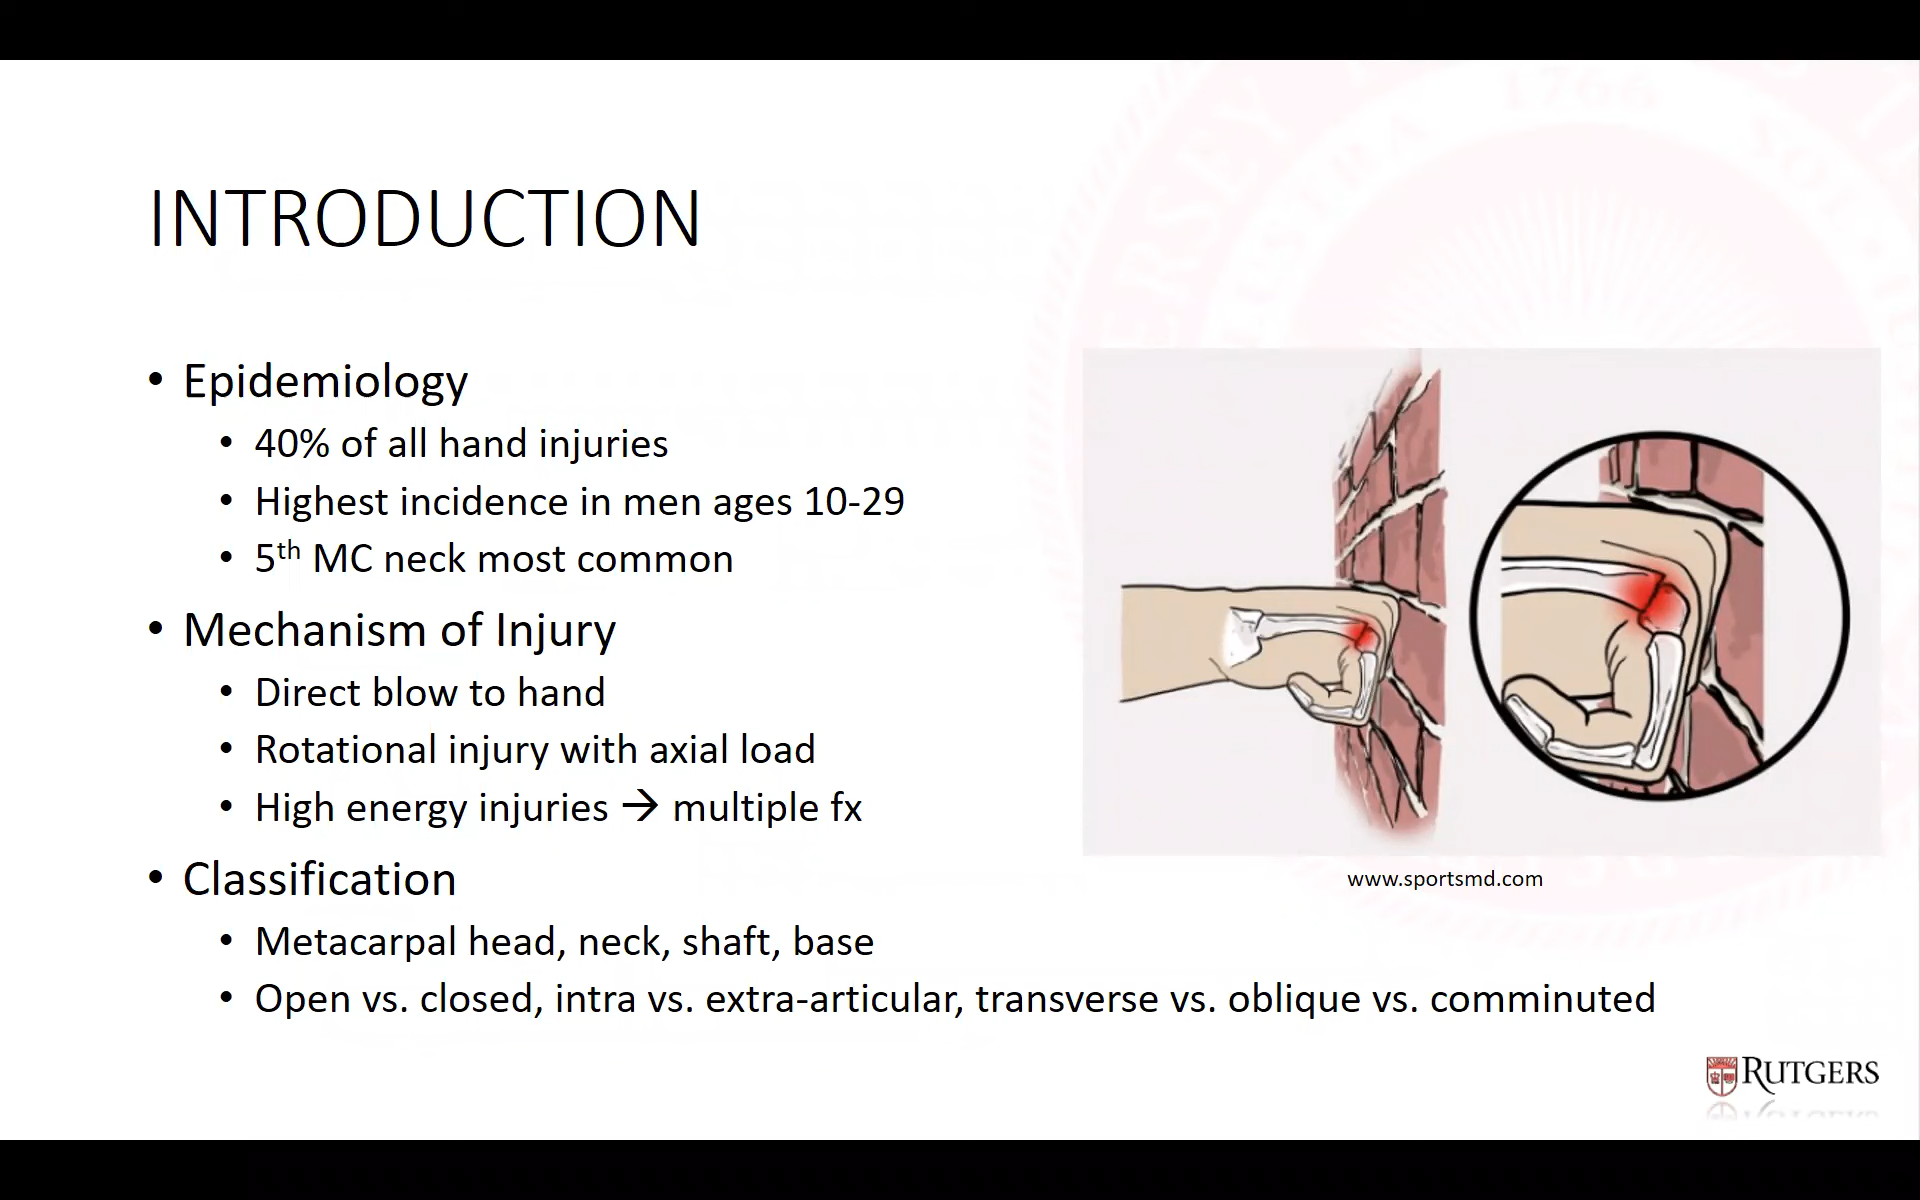 INTRODUCTION
• Epidemiology
• 40% of all hand injuries
• Highest incidence in men ages 10-29
• 5th MC neck most common
• Mechanism of Injury
• Direct blow to hand
• Rotational injury with axial load
• High energy injuries → multiple fx
• Classification
• Metacarpal head, neck, shaft, base
• Open vs. closed, intra vs. extra-articular, transverse vs. oblique vs. comminuted
www.sportsmd.com
RUTGERS
1766